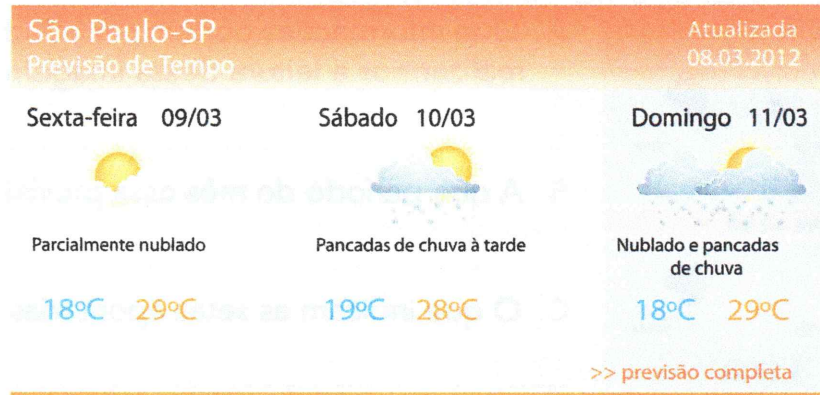 São Paulo-SP
Atualizada
Previsão de Tempo
08.03.2012
Sexta-feira 09/03
Sábado 10/03
Domingo 11/03
Parcialmente nublado
Pancadas de chuva à tarde
Nublado e pancadas
de chuva
18ºC 29ºC
19ºC 28ºC
18ºC 29ºC
>> previsão completa